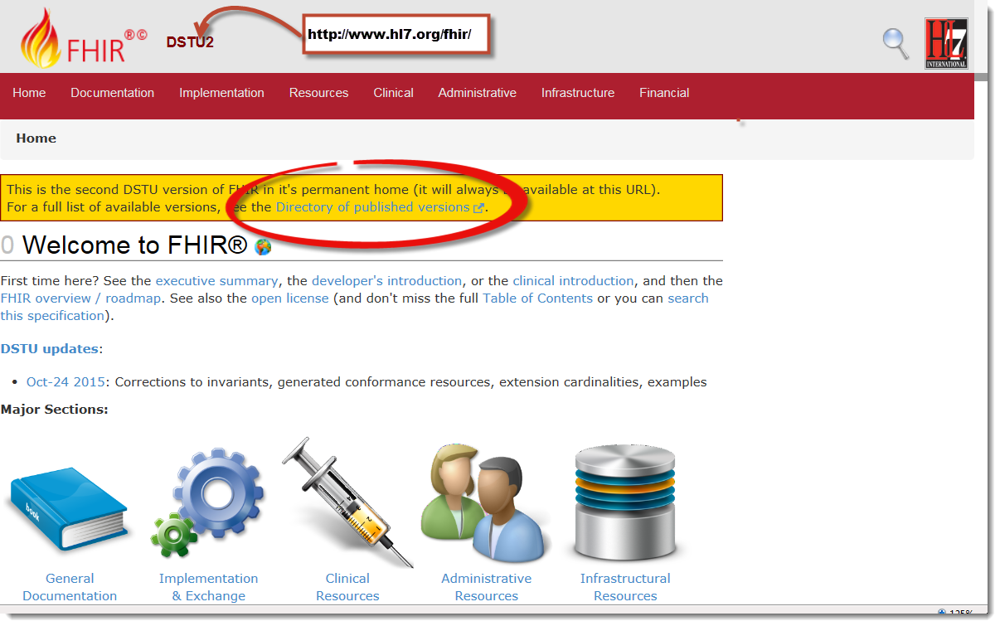 FHIR®©
DSTU2
http://www.hl7.org/fhir/
HL7
INTERNATIONAL
Home Documentation Implementation Resources Clinical Administrative Infrastructure Financial
Home
This is the second DSTU version of FHIR in it's permanent home (it will always be available at this URL).
For a full list of available versions, see the Directory of published versions.
0 Welcome to FHIR®
First time here? See the executive summary, the developer's introduction, or the clinical introduction, and then the
FHIR overview / roadmap. See also the open license (and don't miss the full Table of Contents or you can search
this specification).
DSTU updates:
• Oct-24 2015: Corrections to invariants, generated conformance resources, extension cardinalities, examples
Major Sections:
book
General
Documentation
Implementation
& Exchange
Clinical
Resources
Administrative
Resources
Infrastructural
Resources
125%